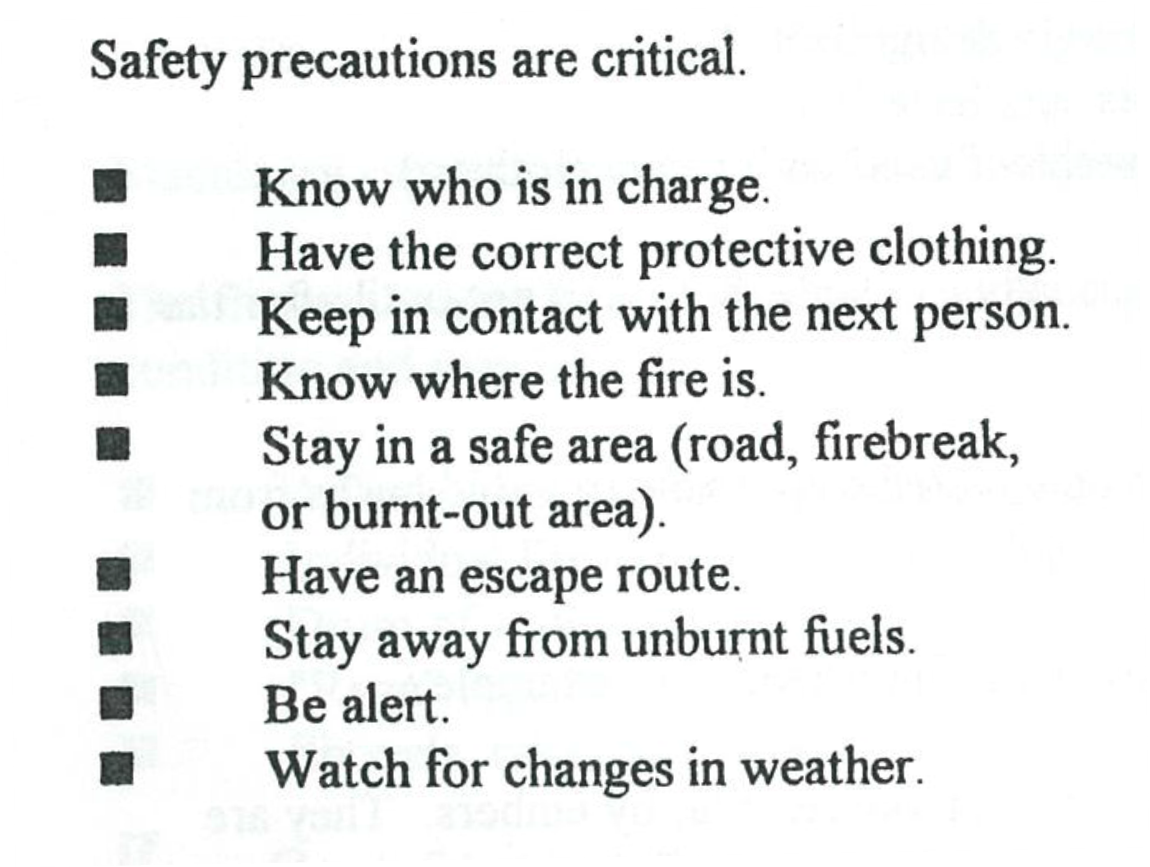 Safety precautions are critical.
■ Know who is in charge.
■ Have the correct protective clothing.
■ Keep in contact with the next person.
■ Know where the fire is.
■ Stay in a safe area (road, firebreak,
or burnt-out area).
■ Have an escape route.
■ Stay away from unburnt fuels.
■ Be alert.
■ Watch for changes in weather.